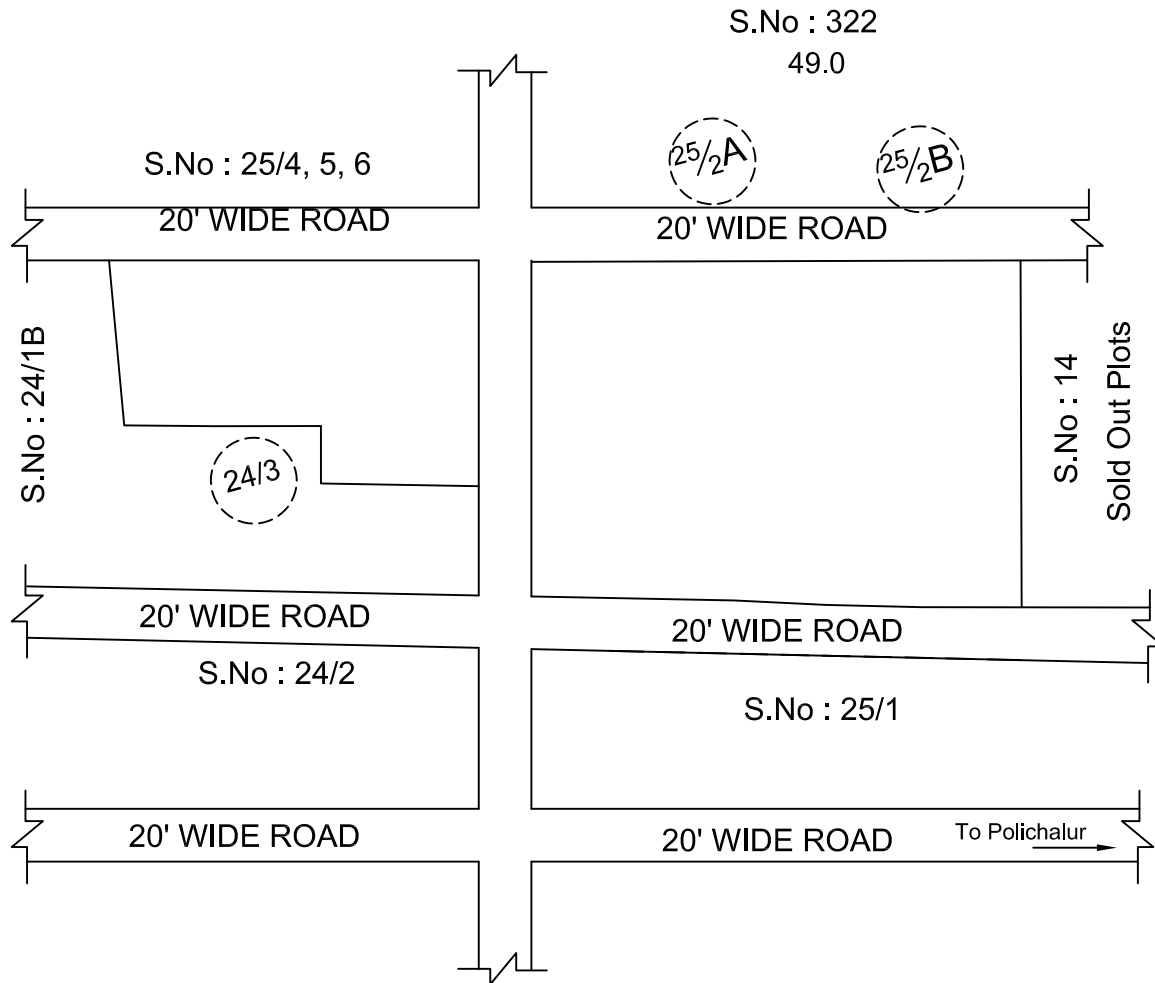 S.No : 322
49.0
25/2A
25/2B
S.No : 25/4, 5, 6
20' WIDE ROAD
20' WIDE ROAD
S.No : 24/1B
24/3
S.No : 14
Sold Out Plots
20' WIDE ROAD
20' WIDE ROAD
S.No : 24/2
S.No : 25/1
20' WIDE ROAD
20' WIDE ROAD
To Polichalur